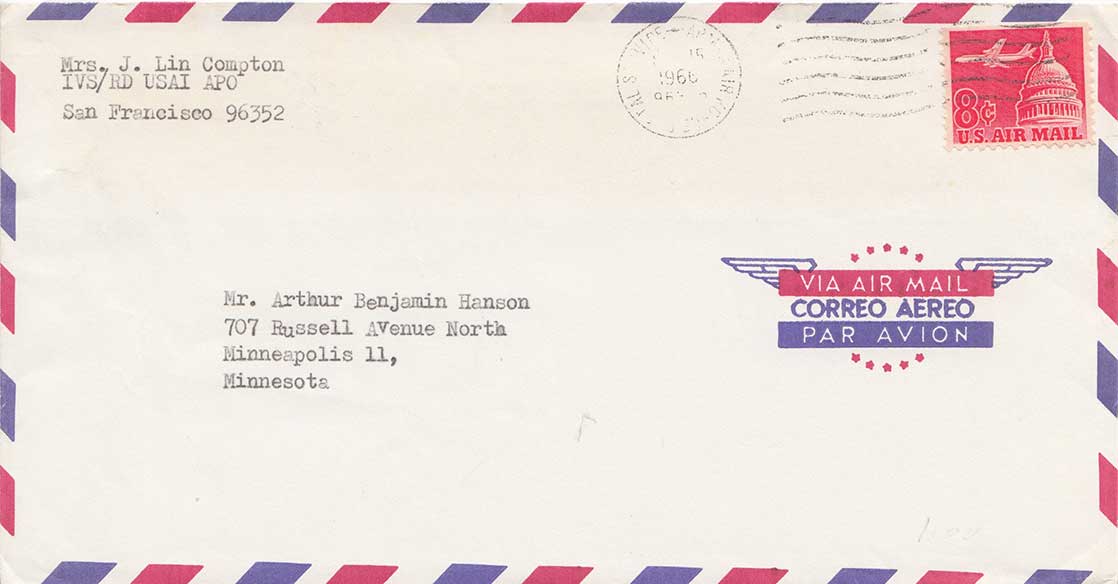 Mrs. J. Lin Compton
IVS/RD USAI APO
San Francisco 96352
1966
8¢
U.S. AIR MAIL
VIA AIR MAIL
CORREO AEREO
PAR AVION
Mr. Arthur Benjamin Hanson
707 Russell Avenue North
Minneapolis 11,
Minnesota